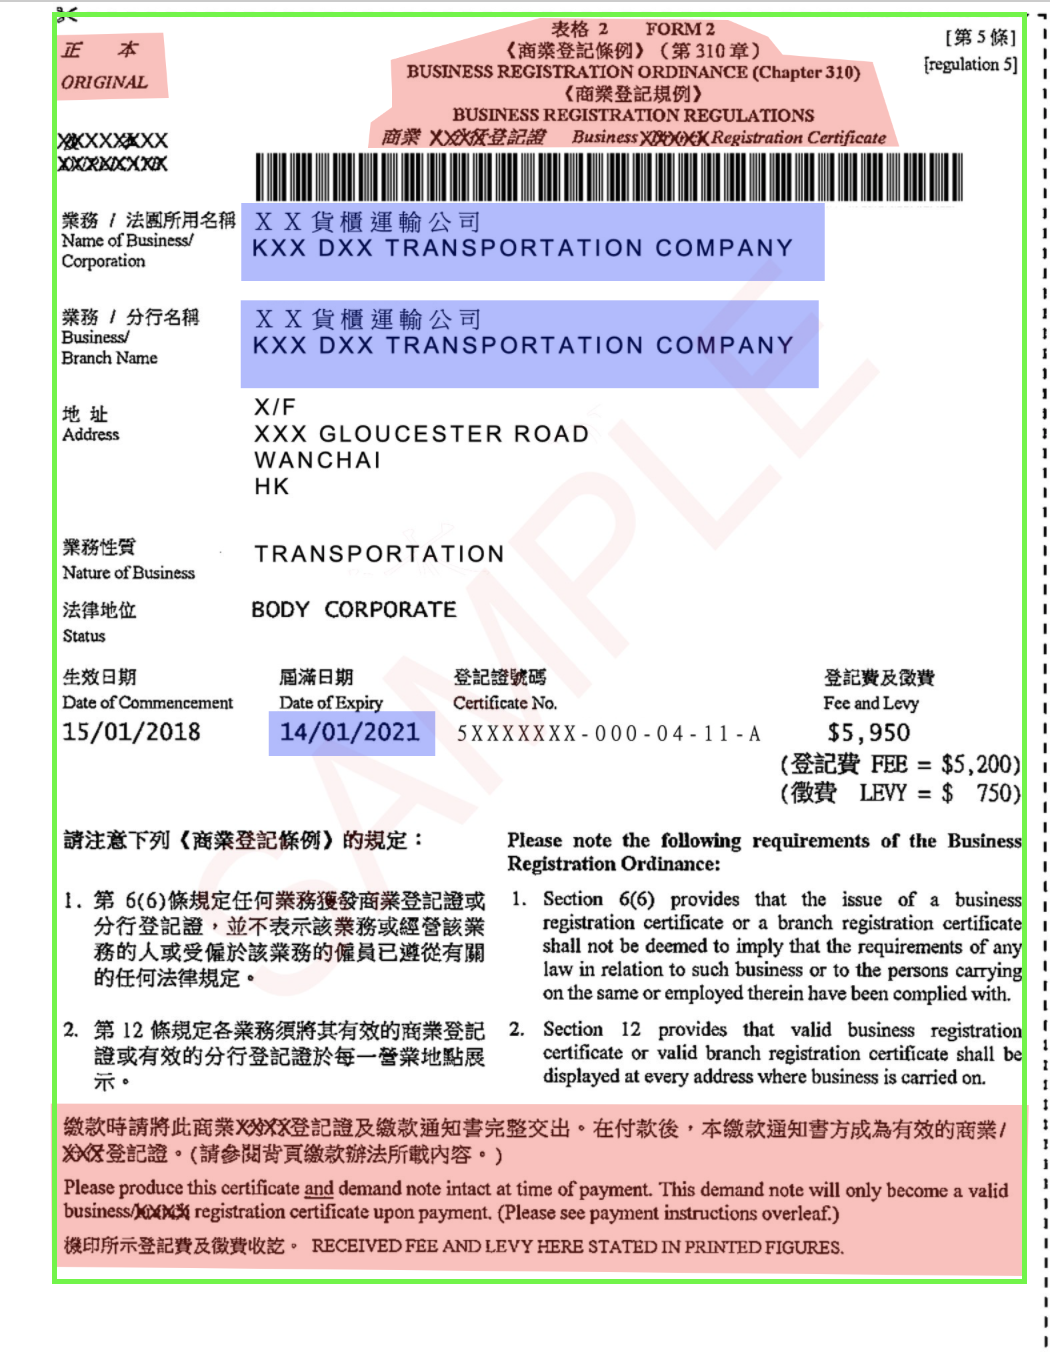 正 本
ORIGINAL
表格 2 FORM 2
《商業登記條例》（第 310 章）
BUSINESS REGISTRATION ORDINANCE (Chapter 310)
《商業登記規例》
BUSINESS REGISTRATION REGULATIONS
商業 XXXX登記證 Business XXXXX Registration Certificate
[第 5 條]
[regulation 5]
業務 / 法團所用名稱
Name of Business/
Corporation
X X 貨櫃運輸公司
KXX DXX TRANSPORTATION COMPANY
業務 / 分行名稱
Business/
Branch Name
X X 貨櫃運輸公司
KXX DXX TRANSPORTATION COMPANY
地 址
Address
X/F
XXX GLOUCESTER ROAD
WANCHAI
HK
業務性質
Nature of Business
TRANSPORTATION
法律地位
Status
BODY CORPORATE
生效日期
Date of Commencement
15/01/2018
屆滿日期
Date of Expiry
14/01/2021
登記證號碼
Certificate No.
5XXXXXXX-000-04-11-A
登記費及徵費
Fee and Levy
$5,950
(登記費 FEE = $5,200)
(徵費 LEVY = $ 750)
SAMPLE
請注意下列《商業登記條例》的規定：
1. 第 6(6)條規定任何業務獲發商業登記證或
分行登記證，並不表示該業務或經營該業
務的人或受僱於該業務的僱員已遵從有關
的任何法律規定。
2. 第 12 條規定各業務須將其有效的商業登記
證或有效的分行登記證於每一營業地點展
示。
Please note the following requirements of the Business
Registration Ordinance:
1. Section 6(6) provides that the issue of a business
registration certificate or a branch registration certificate
shall not be deemed to imply that the requirements of any
law in relation to such business or to the persons carrying
on the same or employed therein have been complied with.
2. Section 12 provides that valid business registration
certificate or valid branch registration certificate shall be
displayed at every address where business is carried on.
繳款時請將此商業XXXX登記證及繳款通知書完整交出。在付款後，本繳款通知書方成為有效的商業/
XXX登記證。(請參閱背頁繳款辦法所載內容。)
Please produce this certificate and demand note intact at time of payment. This demand note will only become a valid
business/XXXXX registration certificate upon payment. (Please see payment instructions overleaf.)
機印所示登記費及徵費收訖。 RECEIVED FEE AND LEVY HERE STATED IN PRINTED FIGURES.